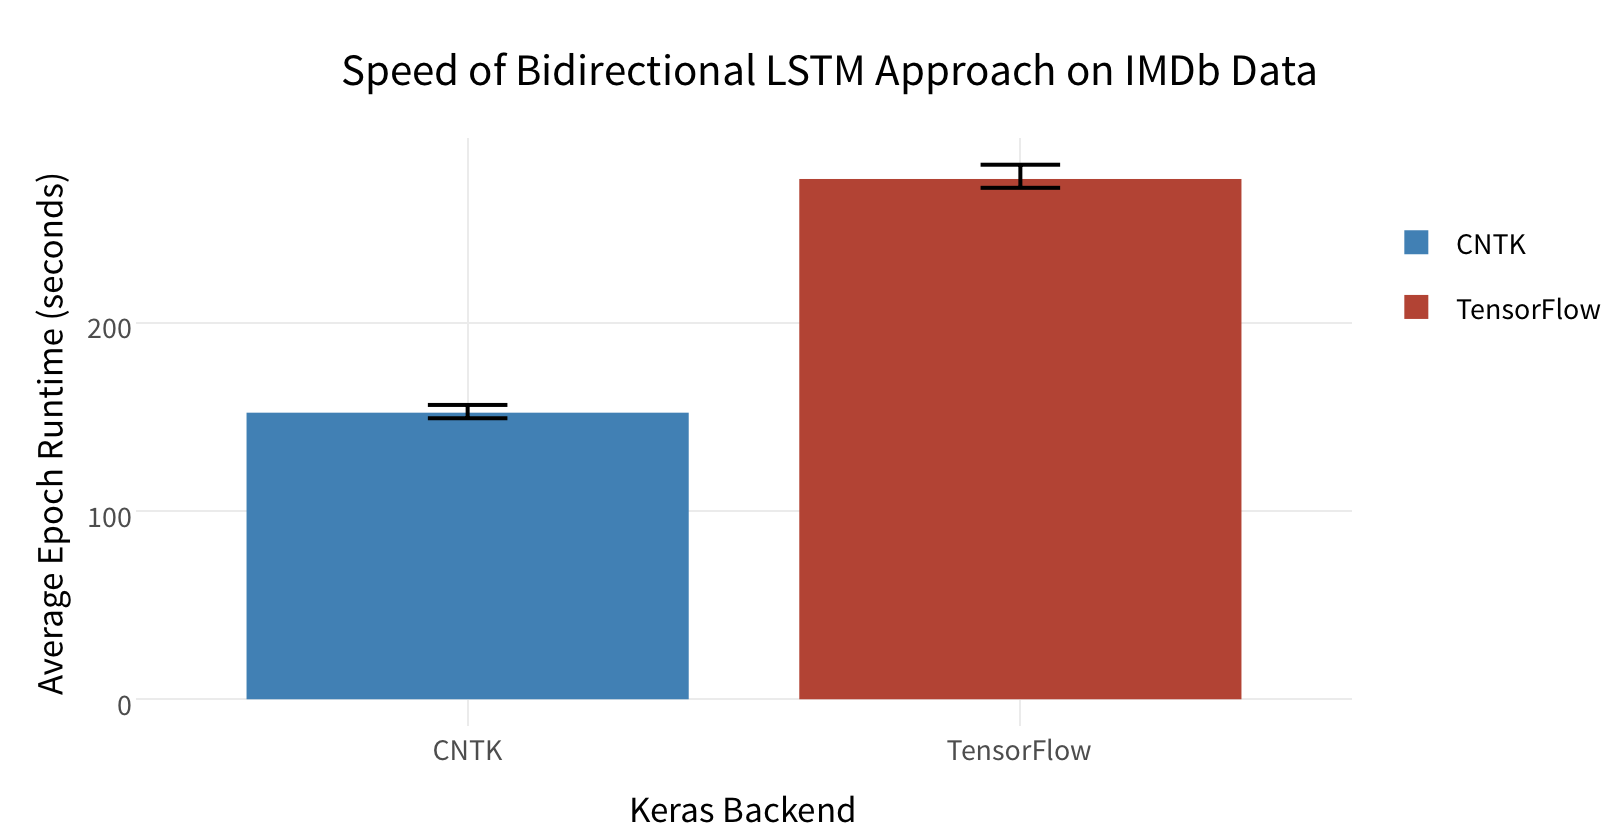 Speed of Bidirectional LSTM Approach on IMDb Data
Average Epoch Runtime (seconds)
200
100
0
CNTK
TensorFlow
Keras Backend
CNTK
TensorFlow